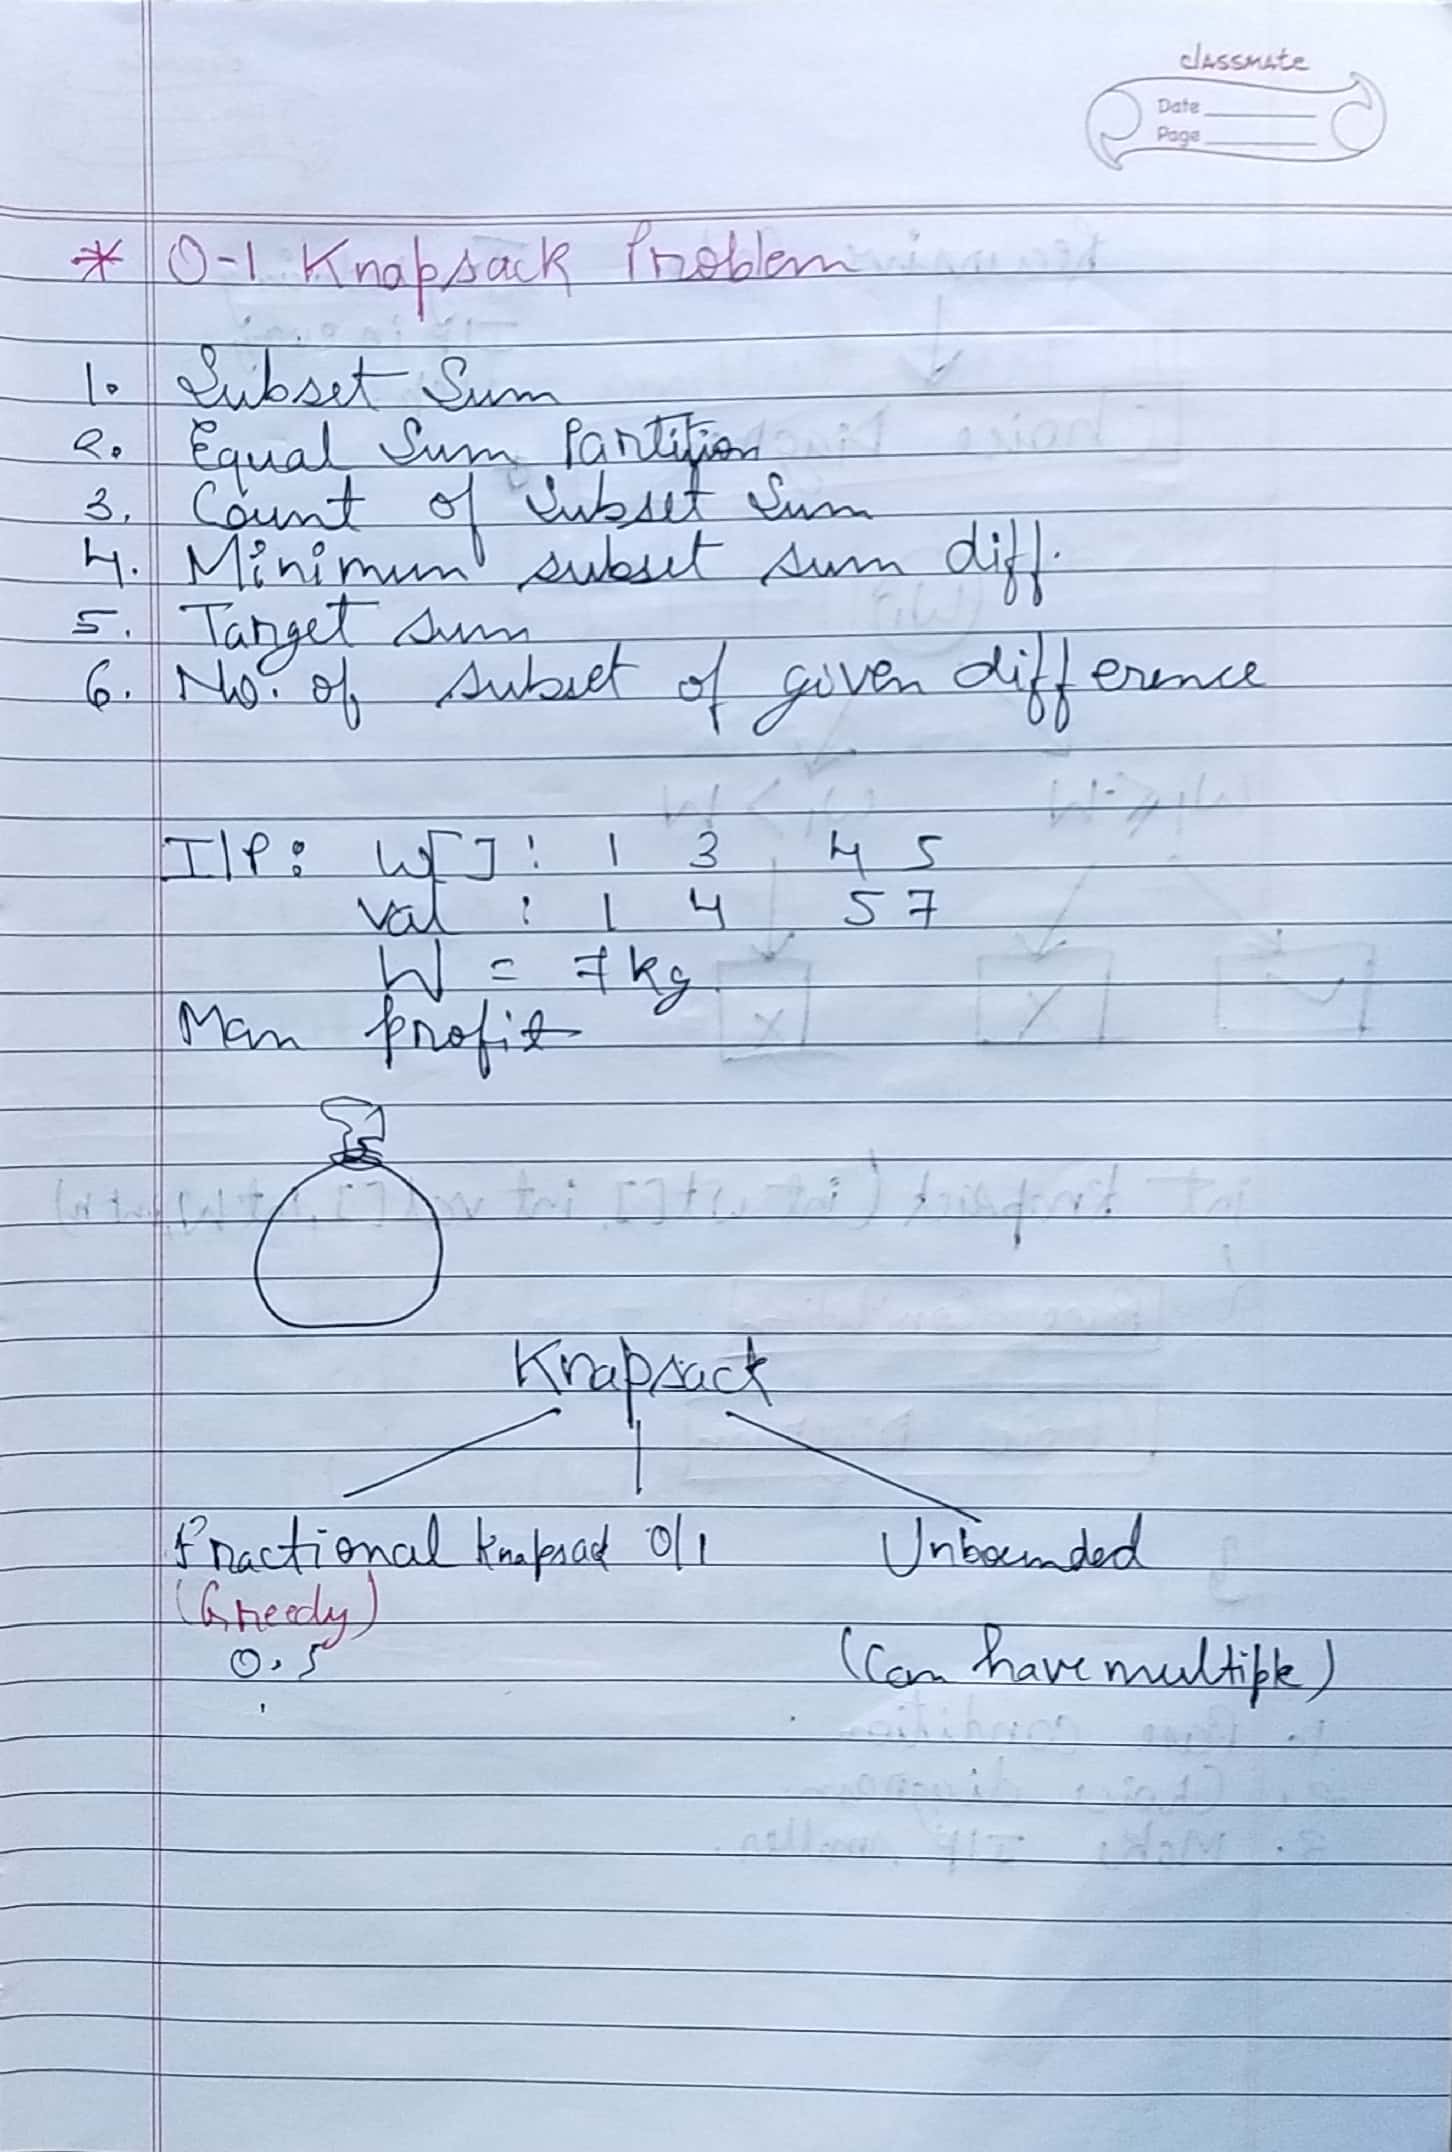 classmate
Date
Page
* 0-1 Knapsack Problem
1. Subset Sum
2. Equal Sum Partition
3. Count of Subset Sum
4. Minimum subset sum diff.
5. Target sum
6. No. of subset of given difference
I/P: W[] : 1 3 4 5
val : 1 4 5 7
W = 7kg
Max profit
Knapsack
Fractional Knapsack 0/1 Unbounded
(Greedy)
0.5 (Can have multiple)